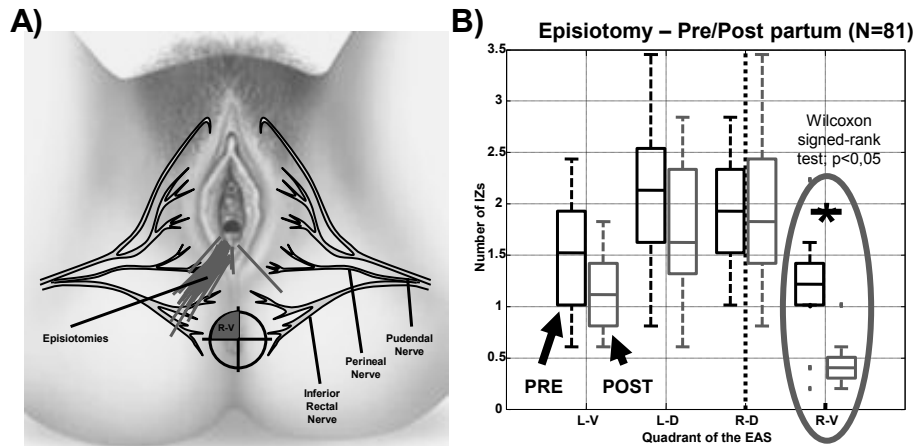 A)
R-V
Episiotomies
Pudendal
Nerve
Perineal
Nerve
Inferior
Rectal
Nerve
B)
Episiotomy – Pre/Post partum (N=81)
Number of IZs
3.5
3
2.5
2
1.5
1
0.5
0
Wilcoxon
signed-rank
test; p<0,05
*
PRE
POST
L-V
L-D
R-D
R-V
Quadrant of the EAS